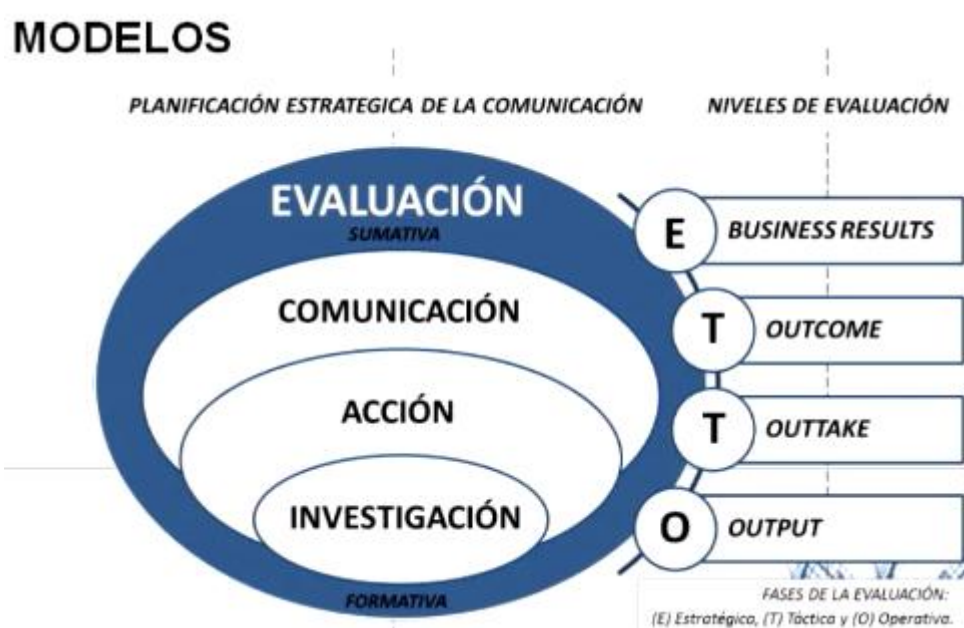 MODELOS
PLANIFICACIÓN ESTRATEGICA DE LA COMUNICACIÓN
NIVELES DE EVALUACIÓN
EVALUACIÓN
SUMATIVA
COMUNICACIÓN
ACCIÓN
INVESTIGACIÓN
FORMATIVA
E BUSINESS RESULTS
T OUTCOME
T OUTTAKE
O OUTPUT
FASES DE LA EVALUACIÓN:
(E) Estratégica, (T) Táctica y (O) Operativa.